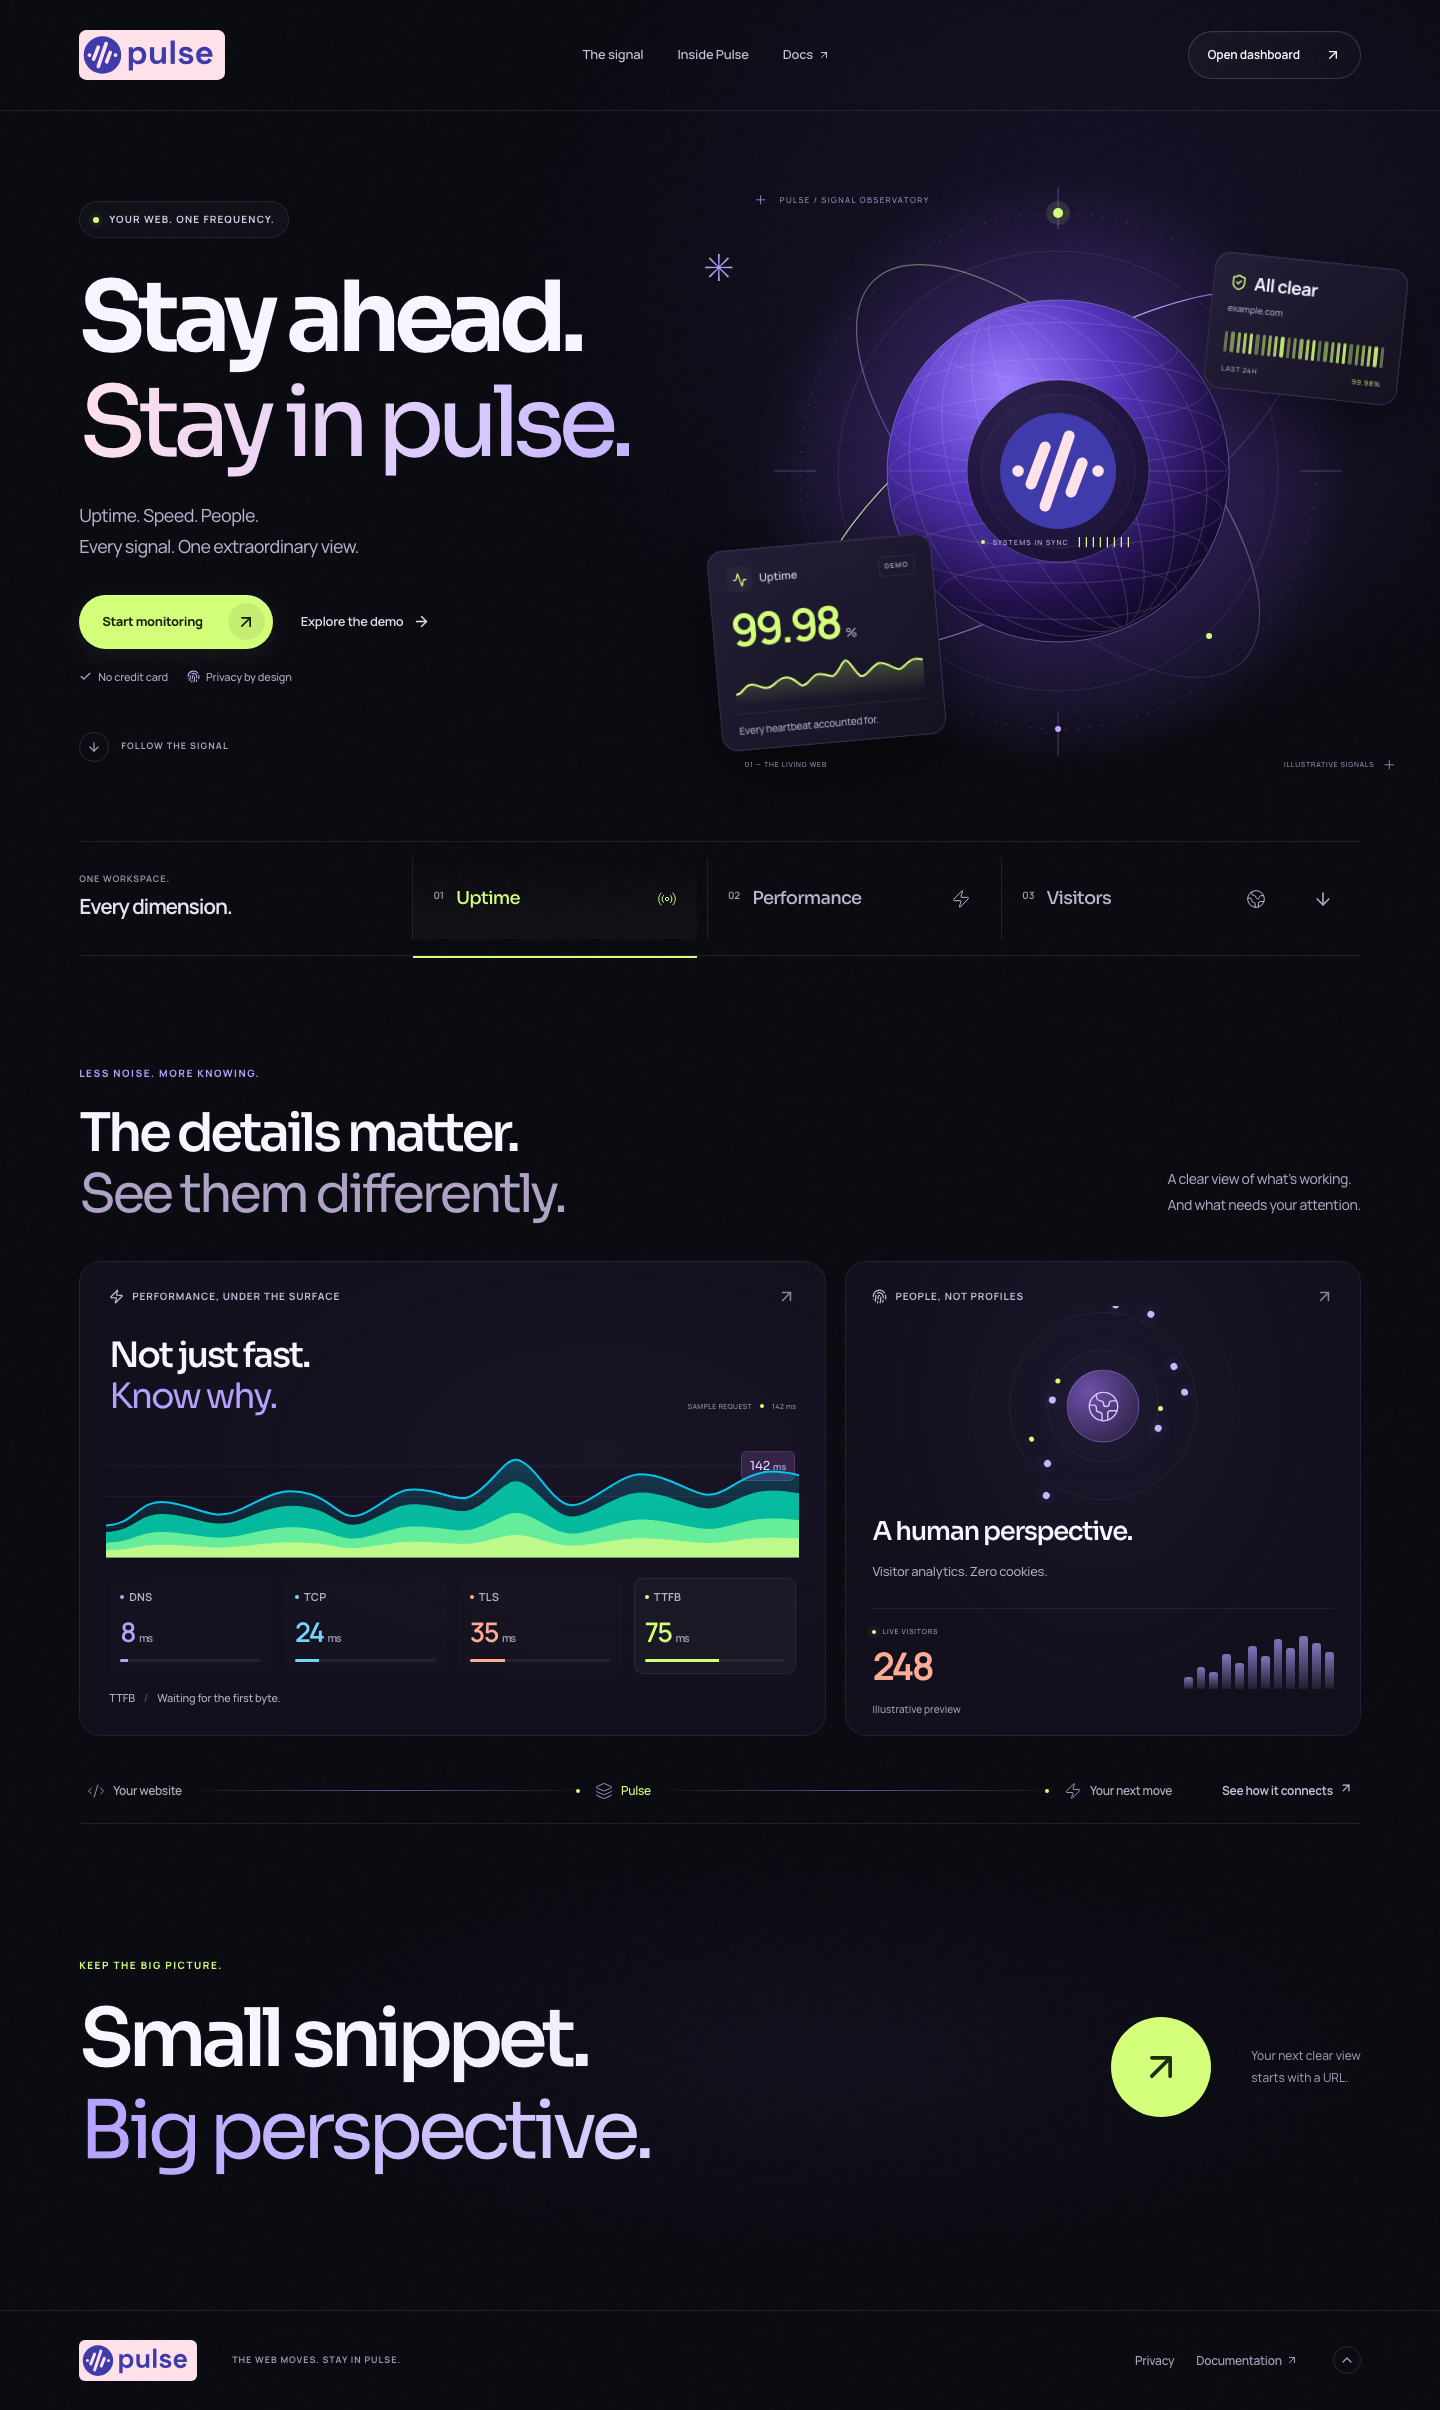 pulse
The signal
Inside Pulse
Docs
Open dashboard
YOUR WEB. ONE FREQUENCY.
Stay ahead.
Stay in pulse.
Uptime. Speed. People.
Every signal. One extraordinary view.
Start monitoring
Explore the demo
No credit card
Privacy by design
FOLLOW THE SIGNAL
PULSE / SIGNAL OBSERVATORY
All clear
example.com
LAST 24H
99.98%
SYSTEMS IN SYNC
Uptime
DEMO
99.98 %
Every heartbeat accounted for.
01 — THE LIVING WEB
ILLUSTRATIVE SIGNALS
ONE WORKSPACE.
Every dimension.
01 Uptime
02 Performance
03 Visitors
LESS NOISE. MORE KNOWING.
The details matter.
See them differently.
A clear view of what's working.
And what needs your attention.
PERFORMANCE, UNDER THE SURFACE
Not just fast.
Know why.
SAMPLE REQUEST 142 ms
142 ms
DNS
8 ms
TCP
24 ms
TLS
35 ms
TTFB
75 ms
TTFB / Waiting for the first byte.
PEOPLE, NOT PROFILES
A human perspective.
Visitor analytics. Zero cookies.
LIVE VISITORS
248
Illustrative preview
Your website
Pulse
Your next move
See how it connects
KEEP THE BIG PICTURE.
Small snippet.
Big perspective.
Your next clear view
starts with a URL.
pulse
THE WEB MOVES. STAY IN PULSE.
Privacy
Documentation